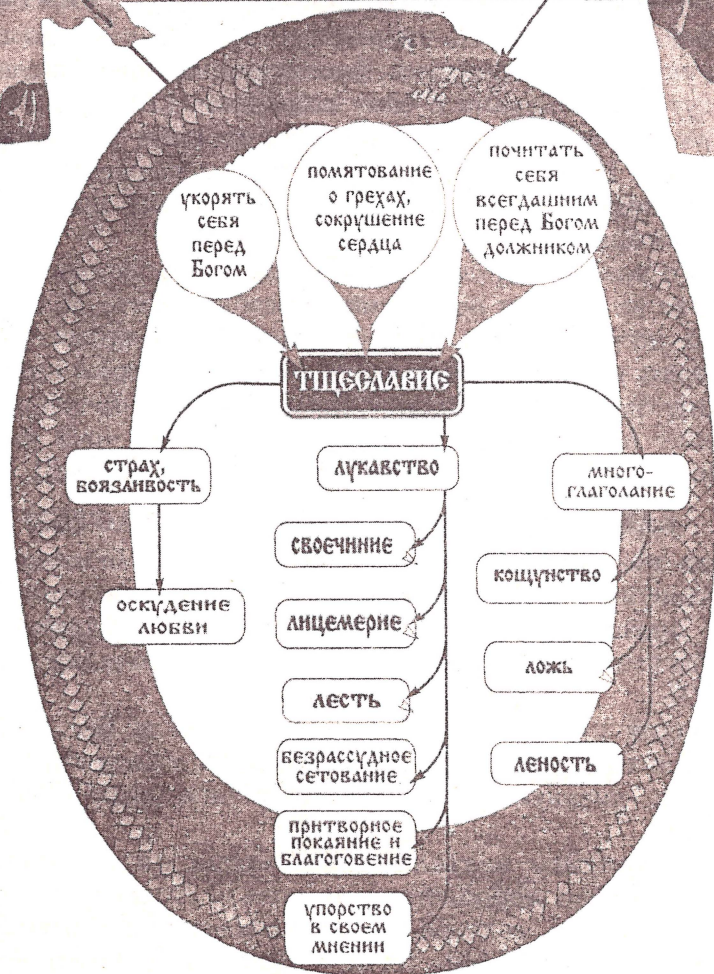 укорять
себя
перед
Богом
помятование
о грехах,
сокрушение
сердца
почитать
себя
всегдашним
перед Богом
должником
ТЩЕСЛАВИЕ
страх,
боязливость
оскудение
любви
лукавство
своечиние
лицемерие
лесть
безрассудное
сетование
притворное
покаяние и
благоговение
упорство
в своем
мнении
много-
глаголание
кощунство
ложь
леность